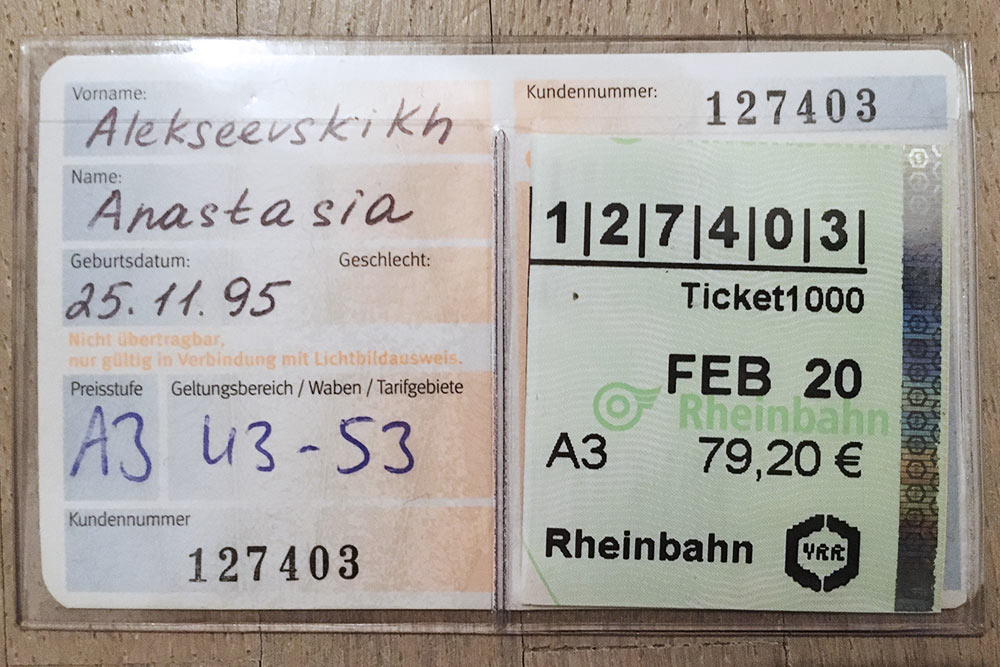 Vorname:
Alekseevskikh
Name:
Anastasia
Geburtsdatum: Geschlecht:
25.11.95
Nicht übertragbar,
nur gültig in Verbindung mit Lichtbildausweis.
Preisstufe Geltungsbereich / Waben / Tarifgebiete
A3 43-53
Kundennummer
127403
Kundennummer:
127403
1|2|7|4|0|3|
Ticket1000
FEB 20
Rheinbahn
A3 79,20 €
Rheinbahn VRR